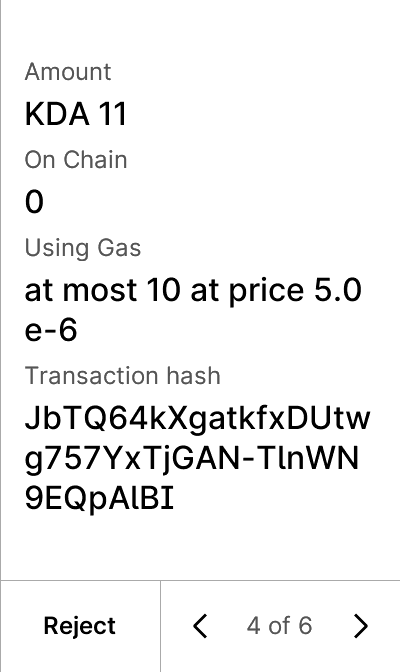 Amount
KDA 11
On Chain
0
Using Gas
at most 10 at price 5.0
e-6
Transaction hash
JbTQ64kXgatkfxDUtw
g757YxTjGAN-TlnWN
9EQpAlBI
Reject
4 of 6